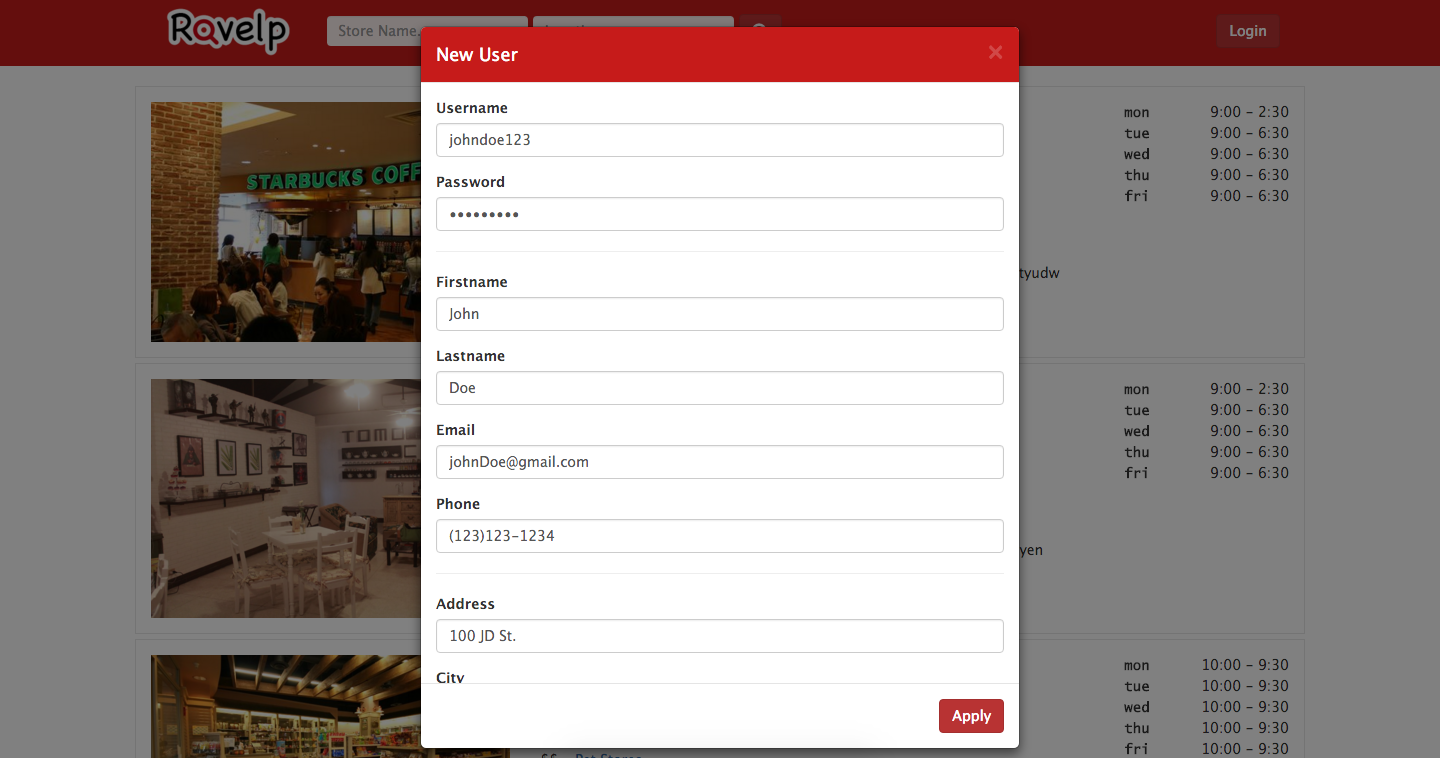 Ravelp
Store Name.
Login
New User
×
Username
johndoe123
Password
•••••••••
Firstname
John
Lastname
Doe
Email
johnDoe@gmail.com
Phone
(123)123-1234
Address
100 JD St.
City
Apply
STARBUCKS COFF
mon 9:00 - 2:30
tue 9:00 - 6:30
wed 9:00 - 6:30
thu 9:00 - 6:30
fri 9:00 - 6:30
tyudw
TOMO
mon 9:00 - 2:30
tue 9:00 - 6:30
wed 9:00 - 6:30
thu 9:00 - 6:30
fri 9:00 - 6:30
yen
mon 10:00 - 9:30
tue 10:00 - 9:30
wed 10:00 - 9:30
thu 10:00 - 9:30
fri 10:00 - 9:30